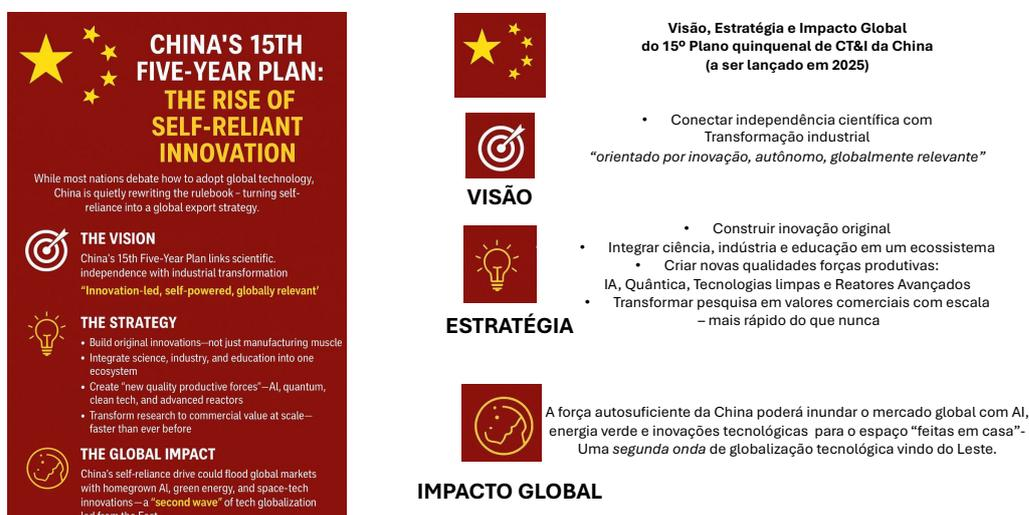 CHINA'S 15TH
FIVE-YEAR PLAN:
THE RISE OF
SELF-RELIANT
INNOVATION
While most nations debate how to adopt global technology,
China is quietly rewriting the rulebook – turning self-
reliance into a global export strategy.
THE VISION
China's 15th Five-Year Plan links scientific.
independence with industrial transformation
“Innovation-led, self-powered, globally relevant’
THE STRATEGY
• Build original innovations—not just manufacturing muscle
• Integrate science, industry, and education into one
ecosystem
• Create “new quality productive forces”—AI, quantum,
clean tech, and advanced reactors
• Transform research to commercial value at scale—
faster than ever before
THE GLOBAL IMPACT
China's self-reliance drive could flood global markets
with homegrown AI, green energy, and space-tech
innovations—a “second wave” of tech globalization
led from the East
Visão, Estratégia e Impacto Global
do 15º Plano quinquenal de CT&I da China
(a ser lançado em 2025)
• Conectar independência científica com
Transformação industrial
“orientado por inovação, autônomo, globalmente relevante”
VISÃO
• Construir inovação original
• Integrar ciência, indústria e educação em um ecossistema
• Criar novas qualidades forças produtivas:
IA, Quântica, Tecnologias limpas e Reatores Avançados
• Transformar pesquisa em valores comerciais com escala
– mais rápido do que nunca
ESTRATÉGIA
A força autosuficiente da China poderá inundar o mercado global com AI,
energia verde e inovações tecnológicas para o espaço “feitas em casa”-
Uma segunda onda de globalização tecnológica vindo do Leste.
IMPACTO GLOBAL